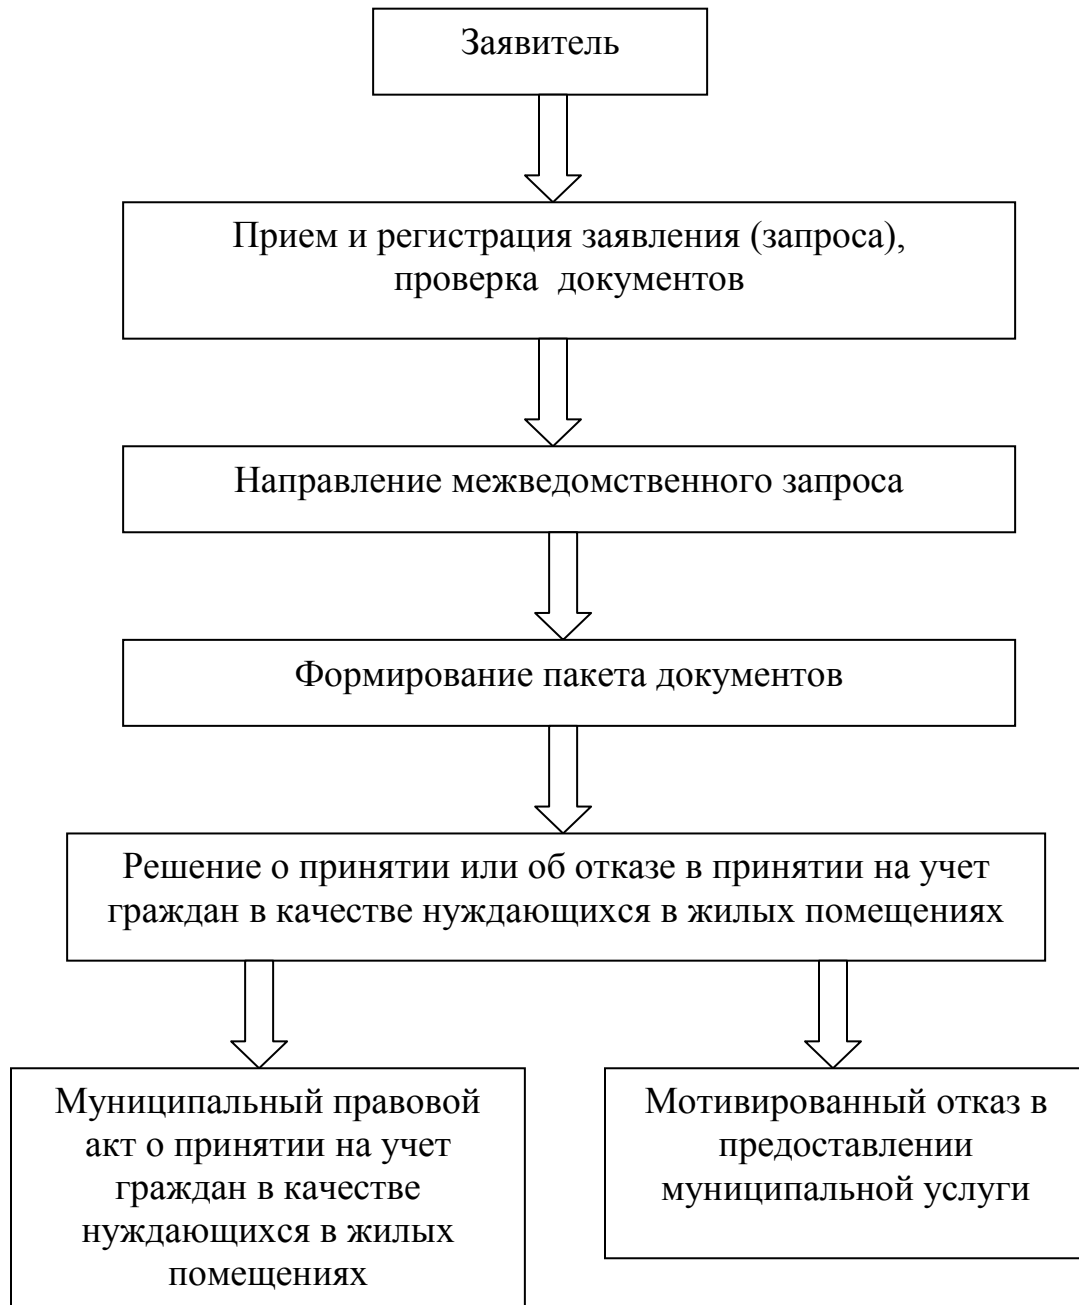 Заявитель
Прием и регистрация заявления (запроса),
проверка  документов
Направление межведомственного запроса
Формирование пакета документов
Решение о принятии или об отказе в принятии на учет
граждан в качестве нуждающихся в жилых помещениях
Муниципальный правовой
акт о принятии на учет
граждан в качестве
нуждающихся в жилых
помещениях
Мотивированный отказ в
предоставлении
муниципальной услуги